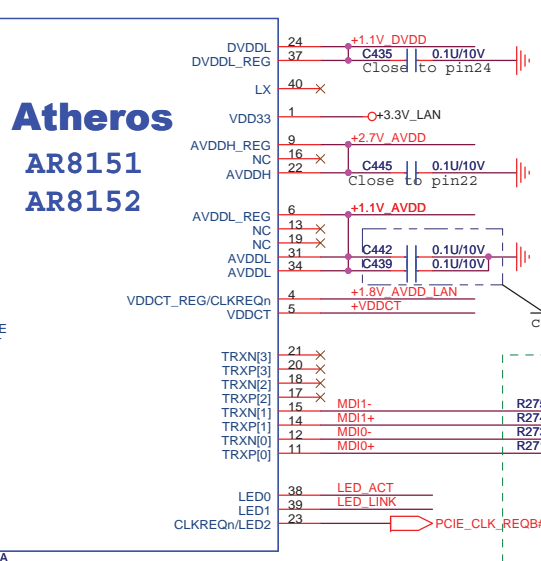 DVDDL 24 +1.1V_DVDD
DVDDL_REG 37 C435 0.1U/10V
Close to pin24
LX 40
Atheros
VDD33 1 +3.3V_LAN
AVDDH_REG 9 +2.7V_AVDD
AR8151
NC 16
AVDDH 22 C445 0.1U/10V
Close to pin22
AR8152
AVDDL_REG 6 +1.1V_AVDD
NC 13
NC 19
AVDDL 31 C442 0.1U/10V
AVDDL 34 C439 0.1U/10V
VDDCT_REG/CLKREQn 4 +1.8V_AVDD_LAN
VDDCT 5 +VDDCT
C
E
TRXN[3] 21
TRXP[3] 20
TRXN[2] 18
TRXP[2] 17
TRXN[1] 15 MDI1- R275
TRXP[1] 14 MDI1+ R274
TRXN[0] 12 MDI0- R27
TRXP[0] 11 MDI0+ R27
LED0 38 LED_ACT
LED1 39 LED_LINK
CLKREQn/LED2 23 PCIE_CLK_REQB#
A